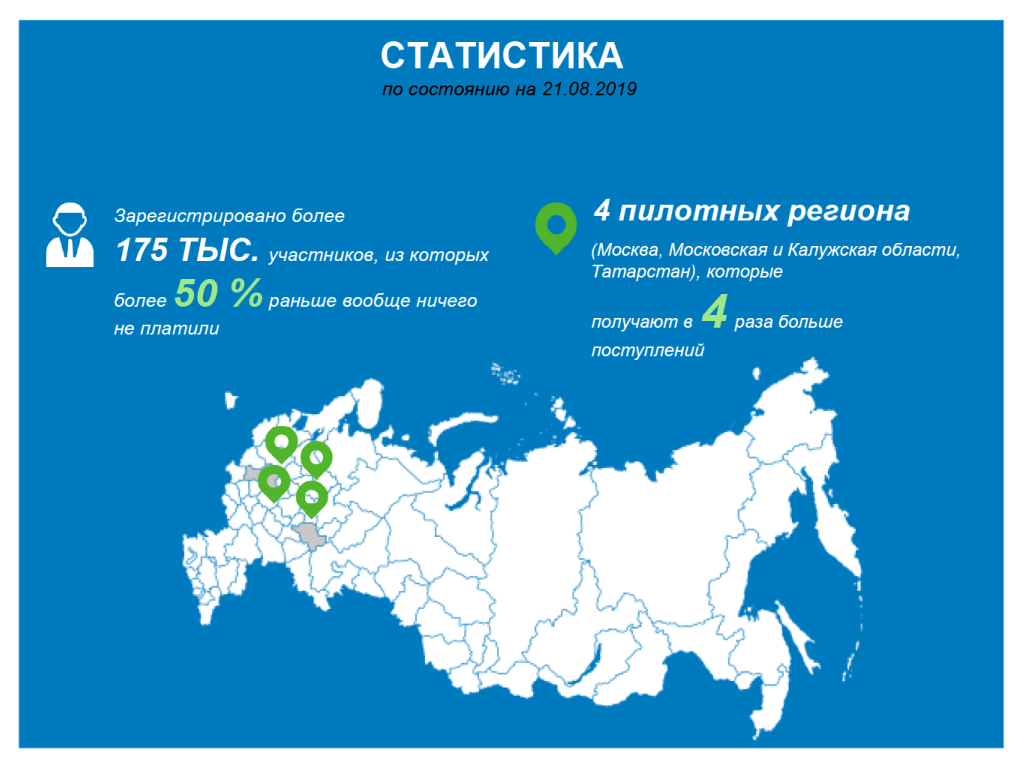 СТАТИСТИКА
по состоянию на 21.08.2019
Зарегистрировано более
175 ТЫС. участников, из которых
более 50 % раньше вообще ничего
не платили
4 пилотных региона
(Москва, Московская и Калужская области,
Татарстан), которые
получают в 4 раза больше
поступлений